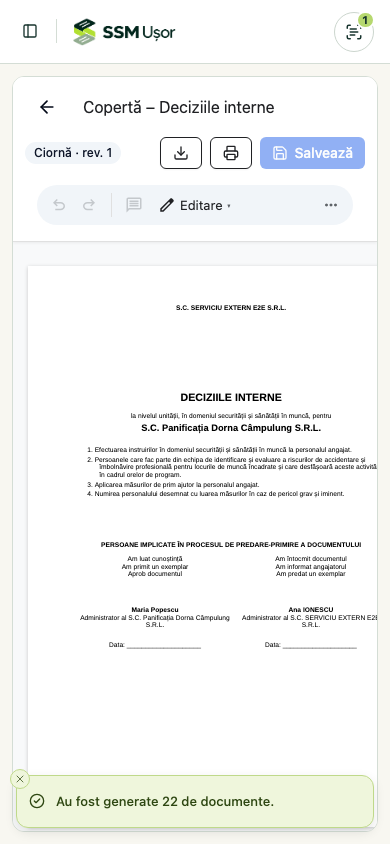 SSM Ușor
1
Copertă – Deciziile interne
Ciornă · rev. 1
Salvează
Editare
S.C. SERVICIU EXTERN E2E S.R.L.
DECIZIILE INTERNE
la nivelul unității, în domeniul securității și sănătății în muncă, pentru
S.C. Panificația Dorna Câmpulung S.R.L.
1. Efectuarea instruirilor în domeniul securității și sănătății în muncă la personalul angajat.
2. Persoanele care fac parte din echipa de identificare și evaluare a riscurilor de accidentare și
îmbolnăvire profesională pentru locurile de muncă încadrate și care desfășoară aceste activită
în cadrul orelor de program.
3. Aplicarea măsurilor de prim ajutor la personalul angajat.
4. Numirea personalului desemnat cu luarea măsurilor în caz de pericol grav și iminent.
PERSOANE IMPLICATE ÎN PROCESUL DE PREDARE-PRIMIRE A DOCUMENTULUI
Am luat cunoștință
Am primit un exemplar
Aprob documentul
Am întocmit documentul
Am informat angajatorul
Am predat un exemplar
Maria Popescu
Administrator al S.C. Panificația Dorna Câmpulung
S.R.L.
Ana IONESCU
Administrator al S.C. SERVICIU EXTERN E2E
S.R.L.
Data: ____________________
Data: ____________________
Au fost generate 22 de documente.